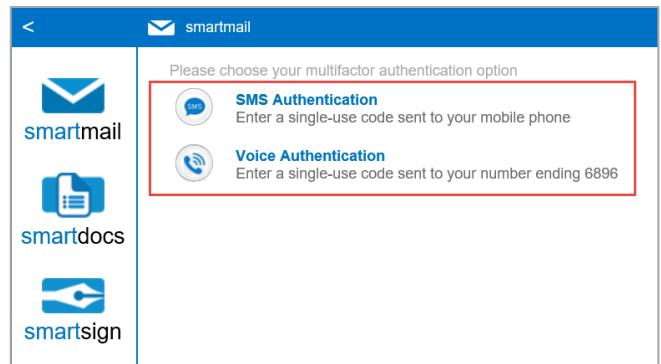 <
smartmail
Please choose your multifactor authentication option
SMS
SMS Authentication
Enter a single-use code sent to your mobile phone
Voice Authentication
Enter a single-use code sent to your number ending 6896
smartmail
smartdocs
smartsign